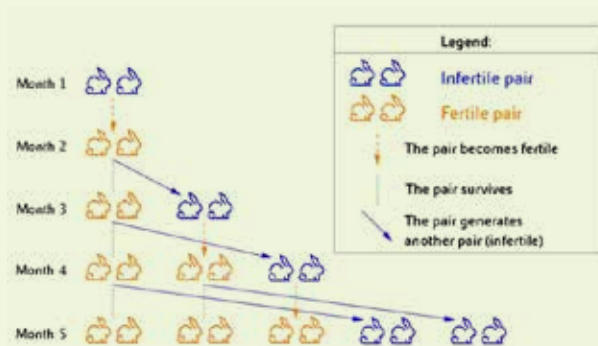 Legend:
Month 1
Infertile pair
Fertile pair
Month 2
The pair becomes fertile
The pair survives
Month 3
The pair generates
another pair (infertile)
Month 4
Month 5